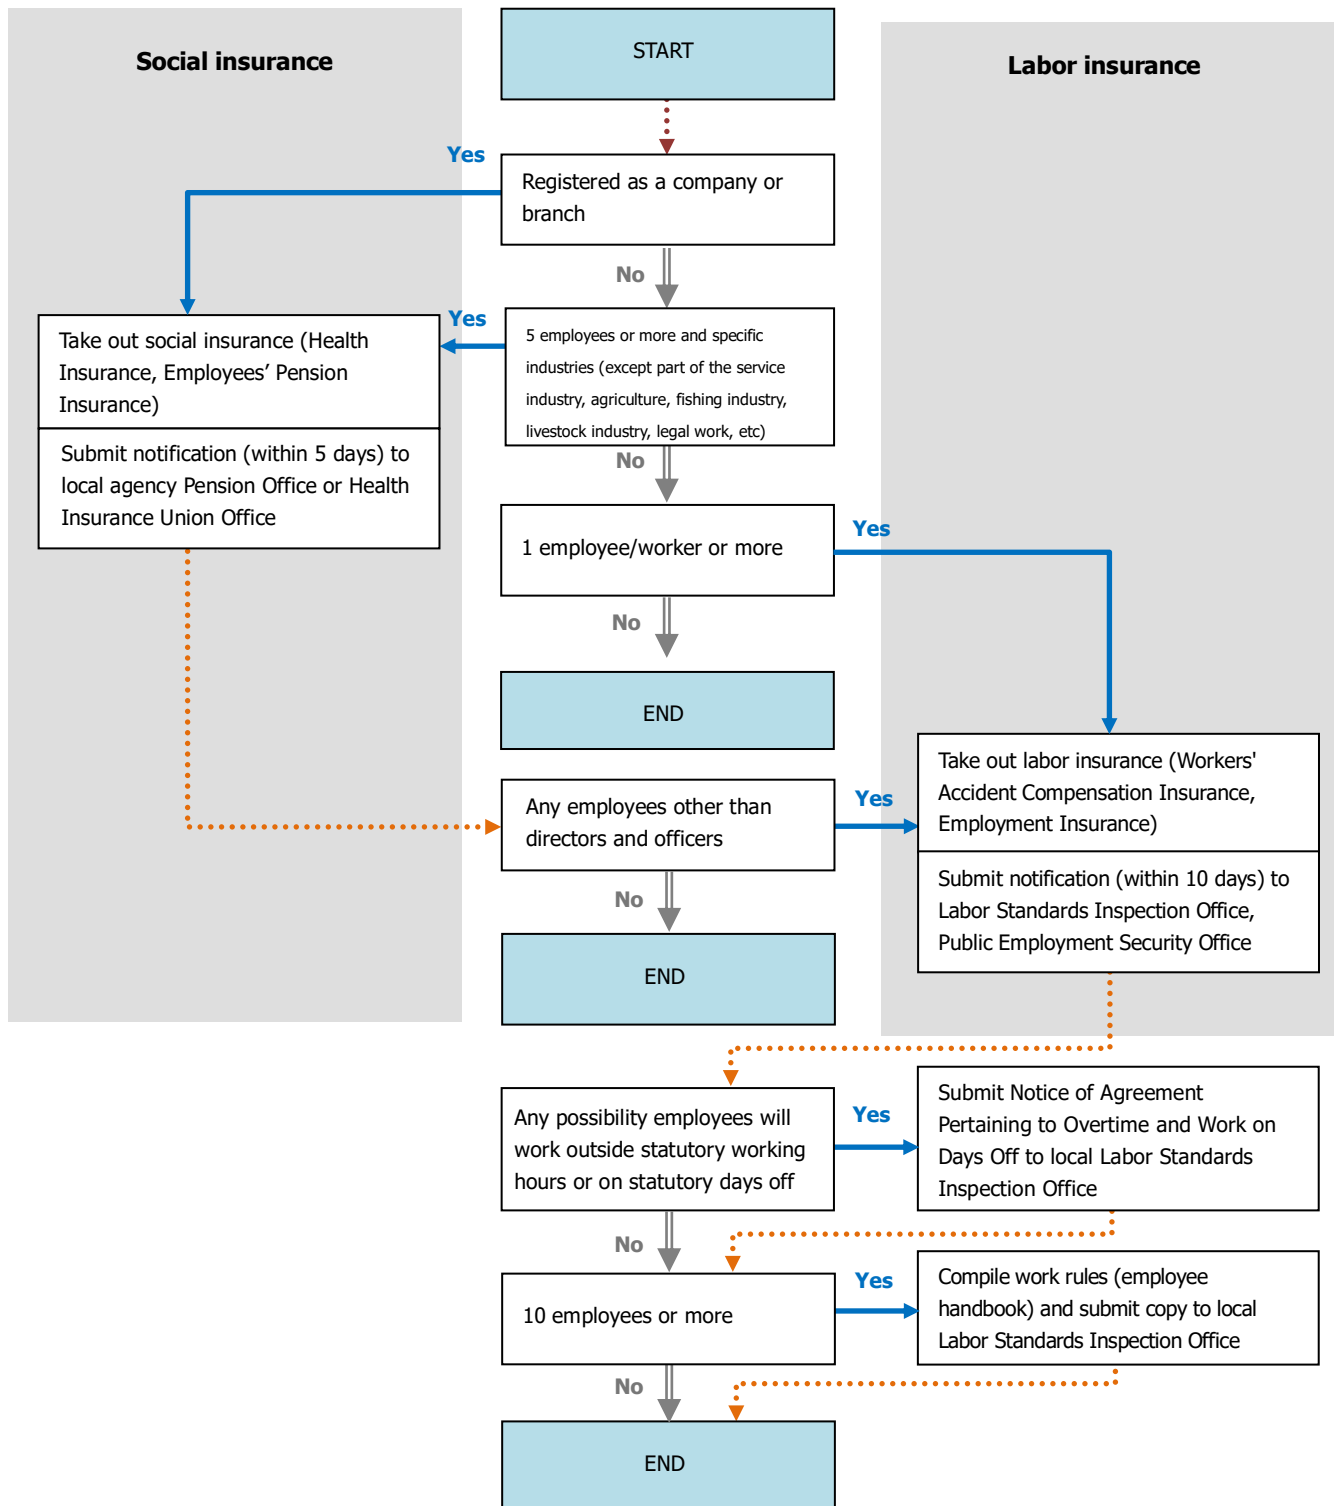 Social insurance
START
Labor insurance
Yes
Registered as a company or
branch
No
Take out social insurance (Health
Insurance, Employees’ Pension
Insurance)
Submit notification (within 5 days) to
local agency Pension Office or Health
Insurance Union Office
Yes
5 employees or more and specific
industries (except part of the service
industry, agriculture, fishing industry,
livestock industry, legal work, etc)
No
1 employee/worker or more
Yes
No
END
Take out labor insurance (Workers'
Accident Compensation Insurance,
Employment Insurance)
Submit notification (within 10 days) to
Labor Standards Inspection Office,
Public Employment Security Office
Any employees other than
directors and officers
Yes
No
END
Any possibility employees will
work outside statutory working
hours or on statutory days off
Yes
Submit Notice of Agreement
Pertaining to Overtime and Work on
Days Off to local Labor Standards
Inspection Office
No
10 employees or more
Yes
Compile work rules (employee
handbook) and submit copy to local
Labor Standards Inspection Office
No
END